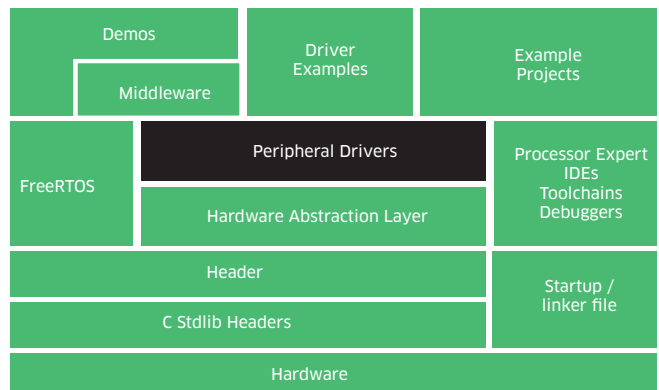 Demos
Middleware
Driver
Examples
Example
Projects
FreeRTOS
Peripheral Drivers
Hardware Abstraction Layer
Processor Expert
IDEs
Toolchains
Debuggers
Header
C Stdlib Headers
Startup /
linker file
Hardware